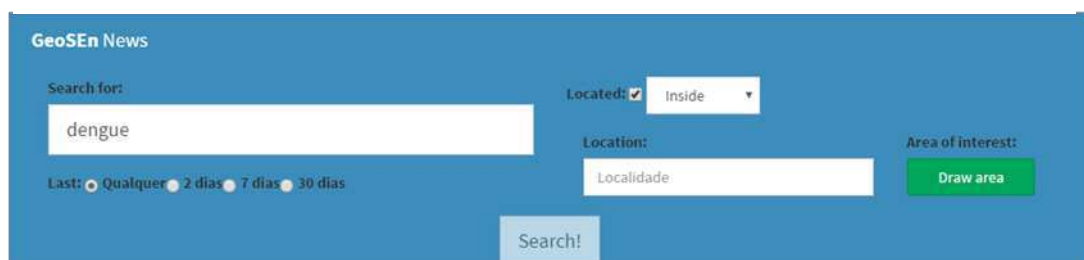 GeoSEn News
Search for:
dengue
Last: Qualquer 2 dias 7 dias 30 dias
Located: Inside
Location:
Localidade
Area of interest:
Draw area
Search!